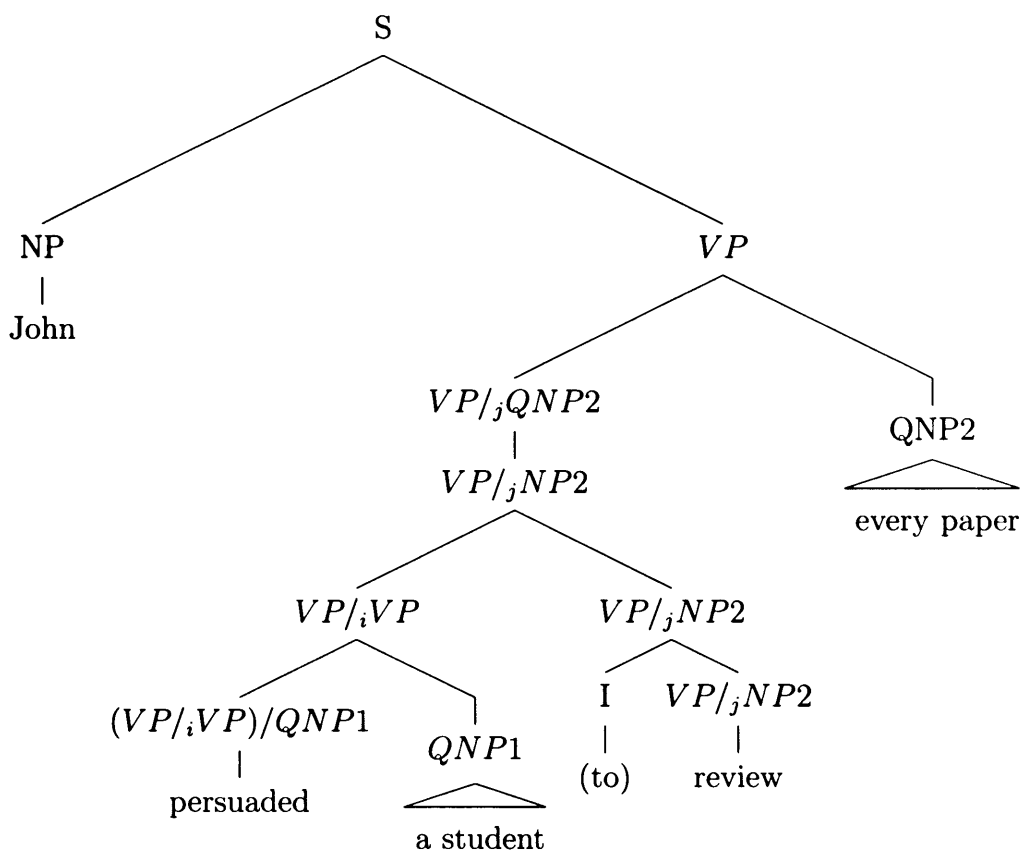 S
NP
VP
John
VP/jQNP2
QNP2
VP/jNP2
every paper
VP/iVP
VP/jNP2
(VP/iVP)/QNP1
QNP1
I
VP/jNP2
persuaded
a student
(to)
review